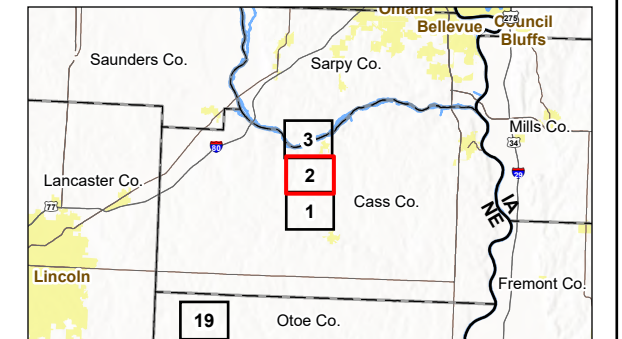 Omaha
275
Council
Bluffs
Bellevue
Saunders Co.
Sarpy Co.
3
Mills Co.
80
34
2
29
Lancaster Co.
77
1
Cass Co.
IA
NE
Lincoln
Fremont Co.
19
Otoe Co.